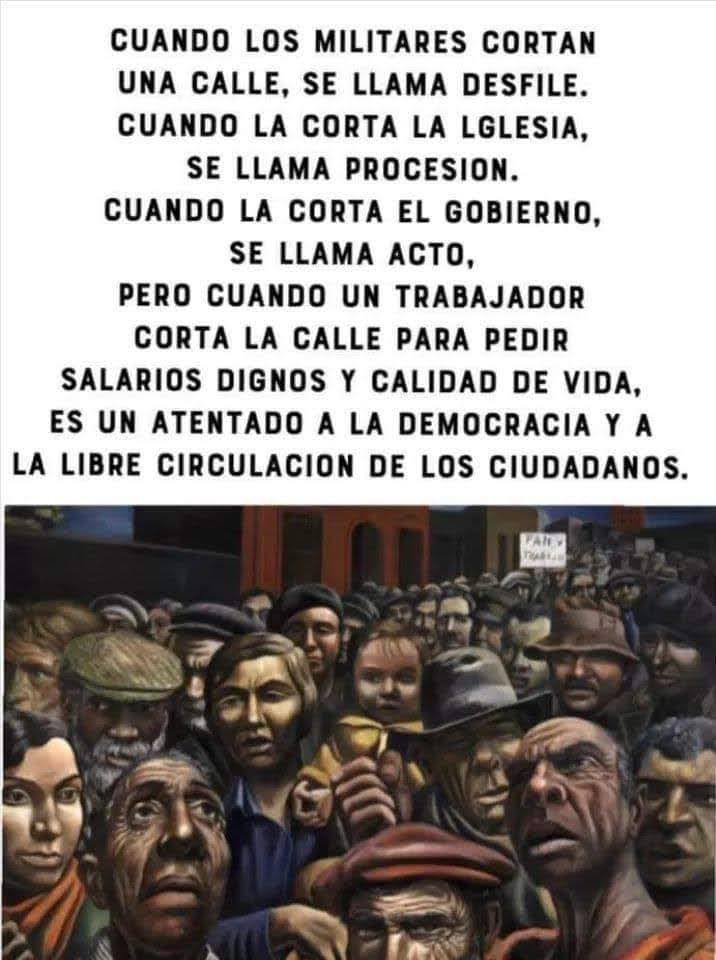 CUANDO LOS MILITARES CORTAN
UNA CALLE, SE LLAMA DESFILE.
CUANDO LA CORTA LA LGLESIA,
SE LLAMA PROCESION.
CUANDO LA CORTA EL GOBIERNO,
SE LLAMA ACTO,
PERO CUANDO UN TRABAJADOR
CORTA LA CALLE PARA PEDIR
SALARIOS DIGNOS Y CALIDAD DE VIDA,
ES UN ATENTADO A LA DEMOCRACIA Y A
LA LIBRE CIRCULACION DE LOS CIUDADANOS.
PAN Y